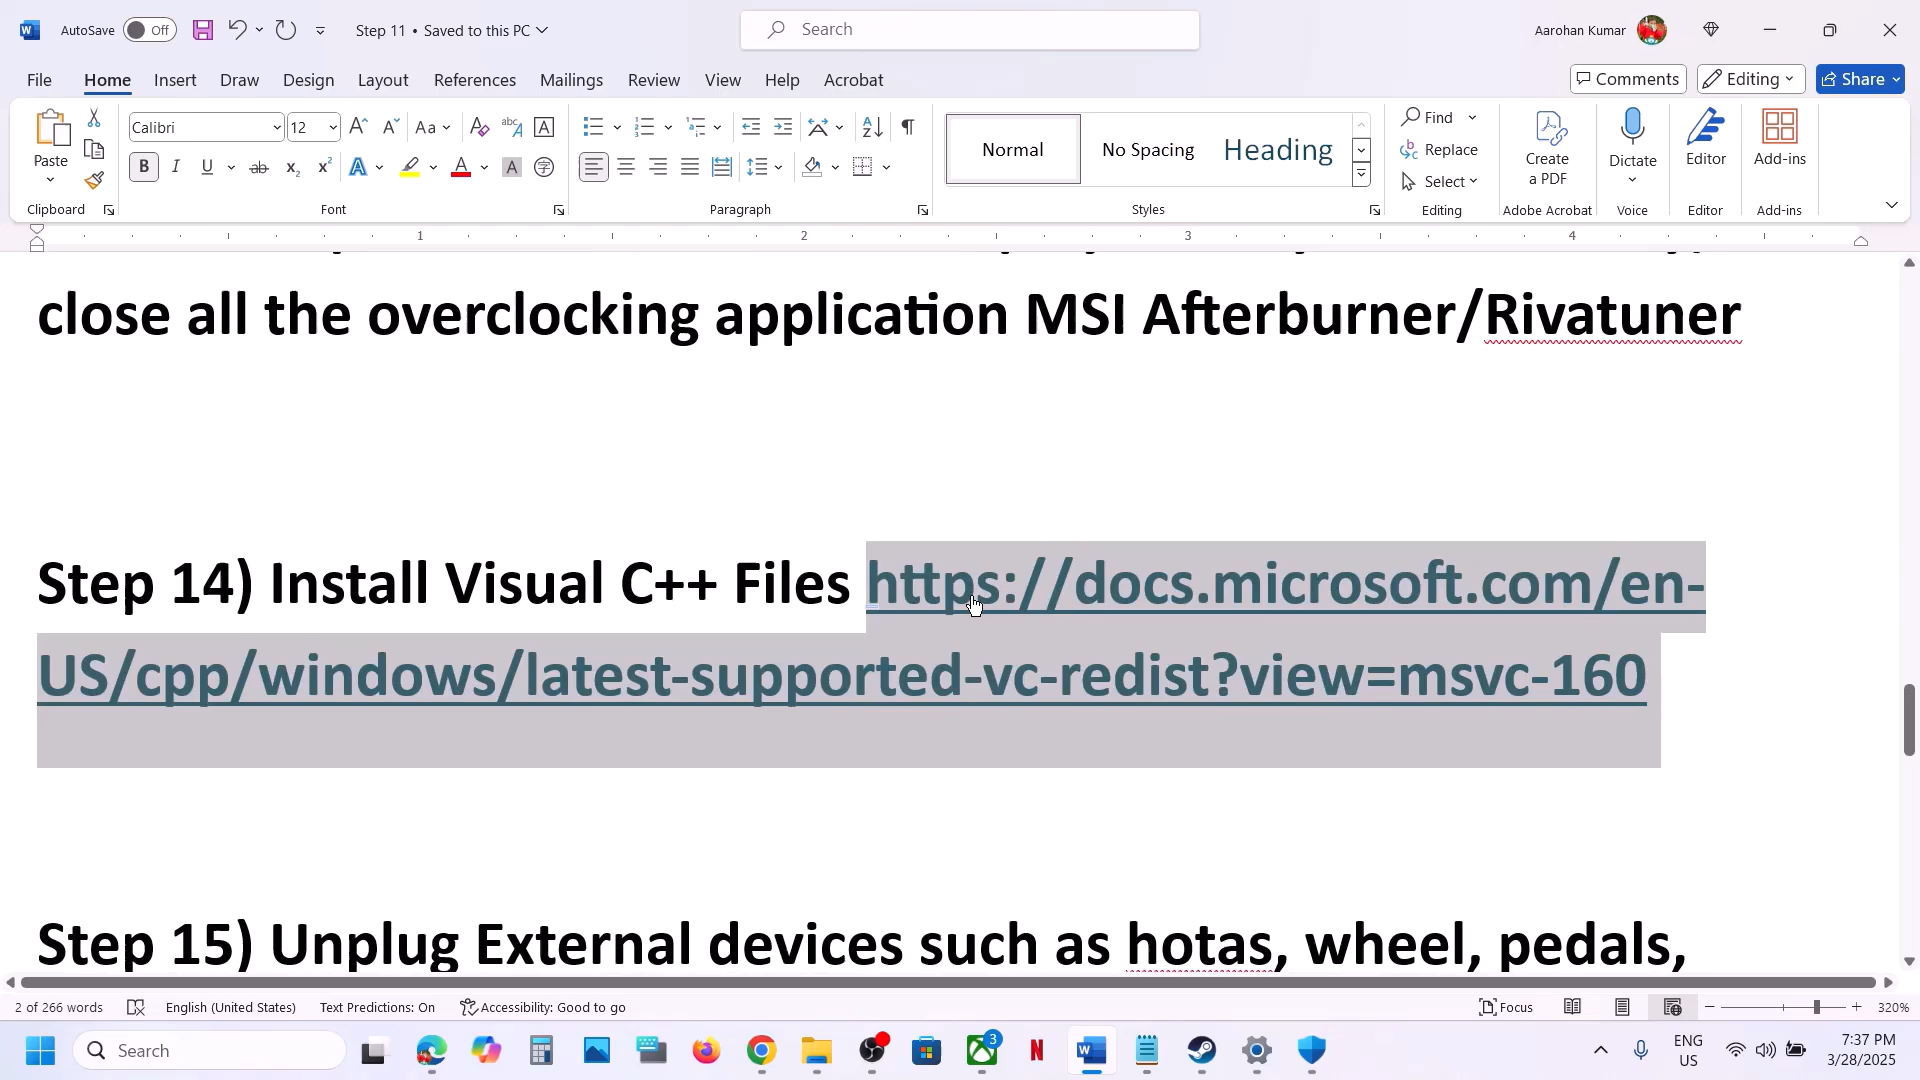 AutoSave Off Step 11 • Saved to this PC Search Aarohan Kumar
File Home Insert Draw Design Layout References Mailings Review View Help Acrobat Comments Editing Share
Paste Calibri 12 Aa Normal No Spacing Heading Find Replace Select Create a PDF Dictate Editor Add-ins
Clipboard Font Paragraph Styles Editing Adobe Acrobat Voice Editor Add-ins
1 2 3 4
close all the overclocking application MSI Afterburner/Rivatuner
Step 14) Install Visual C++ Files https://docs.microsoft.com/en-
US/cpp/windows/latest-supported-vc-redist?view=msvc-160
Step 15) Unplug External devices such as hotas, wheel, pedals,
2 of 266 words English (United States) Text Predictions: On Accessibility: Good to go Focus 320%
Search 3 ENG US 7:37 PM 3/28/2025